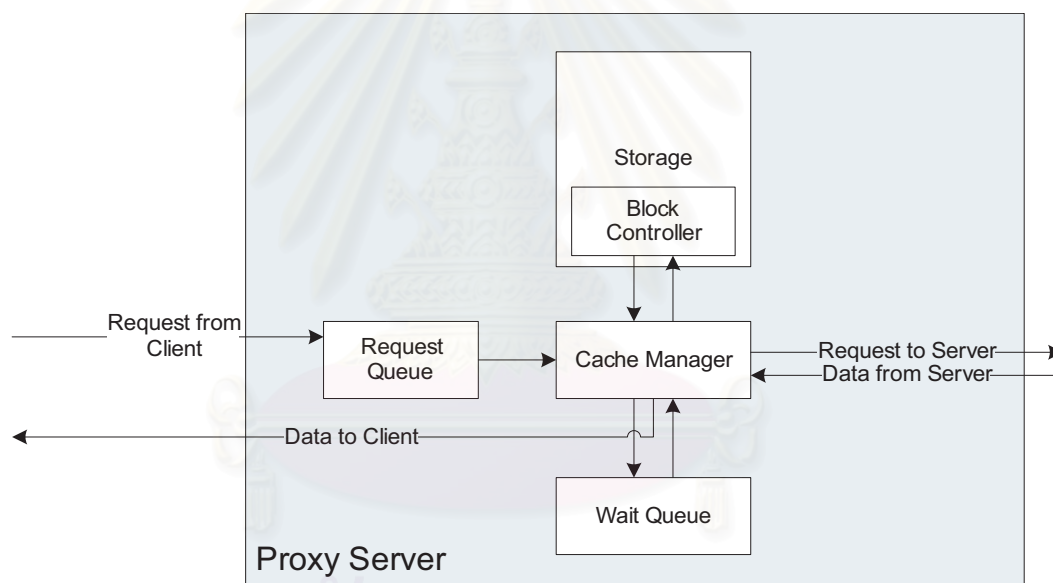 Storage
Block
Controller
Request from
Client
Request
Queue
Cache Manager
Request to Server
Data from Server
Data to Client
Wait Queue
Proxy Server